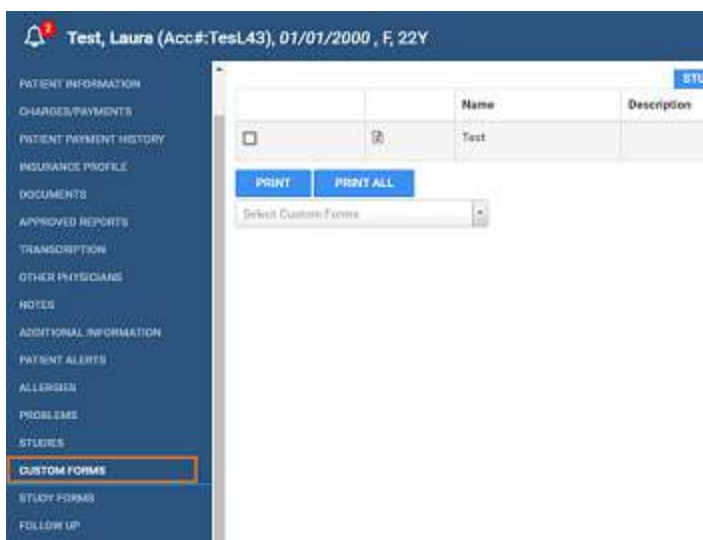 2
Test, Laura (Acc#:TesL43), 01/01/2000 , F, 22Y
PATIENT INFORMATION
CHARGES/PAYMENTS
PATIENT PAYMENT HISTORY
INSURANCE PROFILE
DOCUMENTS
APPROVED REPORTS
TRANSCRIPTION
OTHER PHYSICIANS
NOTES
ADDITIONAL INFORMATION
PATIENT ALERTS
ALLERGIES
PROBLEMS
STUDIES
CUSTOM FORMS
STUDY FORMS
FOLLOW UP
STU
Name Description
Test
PRINT PRINT ALL
Select Custom Forms